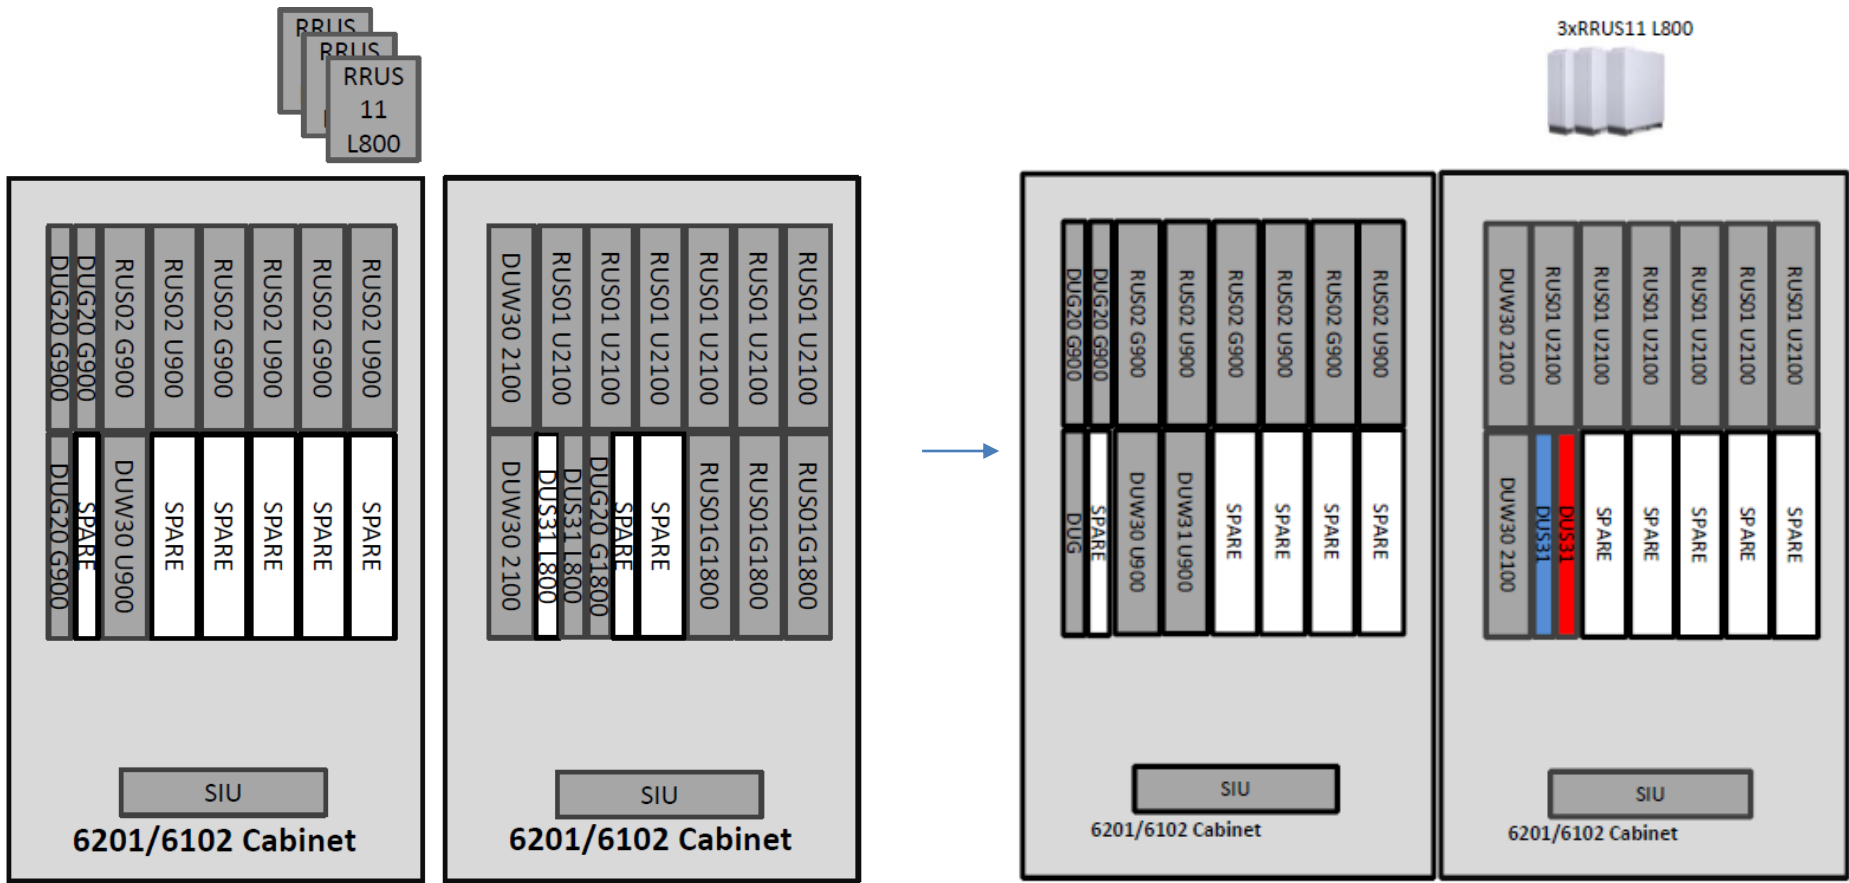 RRUS
RRUS
RRUS
11
L800
3xRRUS11 L800
DUG20 G900
DUG20 G900
RUS02 G900
RUS02 U900
RUS02 G900
RUS02 U900
RUS02 G900
RUS02 U900
DUG20 G900
SPARE
DUW30 U900
SPARE
SPARE
SPARE
SPARE
SPARE
SIU
6201/6102 Cabinet
DUW30 2100
RUS01 U2100
RUS01 U2100
RUS01 U2100
RUS01 U2100
RUS01 U2100
RUS01 U2100
DUW30 2100
DUS31 L800
DUS31 L800
DUG20 G1800
SPARE
SPARE
RUS01G1800
RUS01G1800
RUS01G1800
SIU
6201/6102 Cabinet
DUG20 G900
DUG20 G900
RUS02 G900
RUS02 U900
RUS02 G900
RUS02 U900
RUS02 G900
RUS02 U900
DUG
SPARE
DUW30 U900
DUW31 U900
SPARE
SPARE
SPARE
SPARE
SIU
6201/6102 Cabinet
DUW30 2100
RUS01 U2100
RUS01 U2100
RUS01 U2100
RUS01 U2100
RUS01 U2100
RUS01 U2100
DUW30 2100
DUS31
DUS31
SPARE
SPARE
SPARE
SPARE
SPARE
SIU
6201/6102 Cabinet